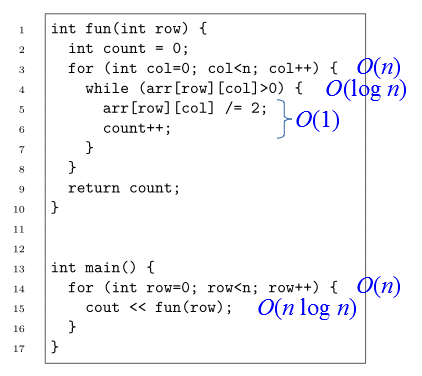 1 int fun(int row) {
2 int count = 0;
3 for (int col=0; col<n; col++) { O(n)
4 while (arr[row][col]>0) { O(log n)
5 arr[row][col] /= 2;
O(1)
6 count++;
7 }
8 }
9 return count;
10 }
11
12
13 int main() {
14 for (int row=0; row<n; row++) { O(n)
15 cout << fun(row); O(n log n)
16 }
17 }